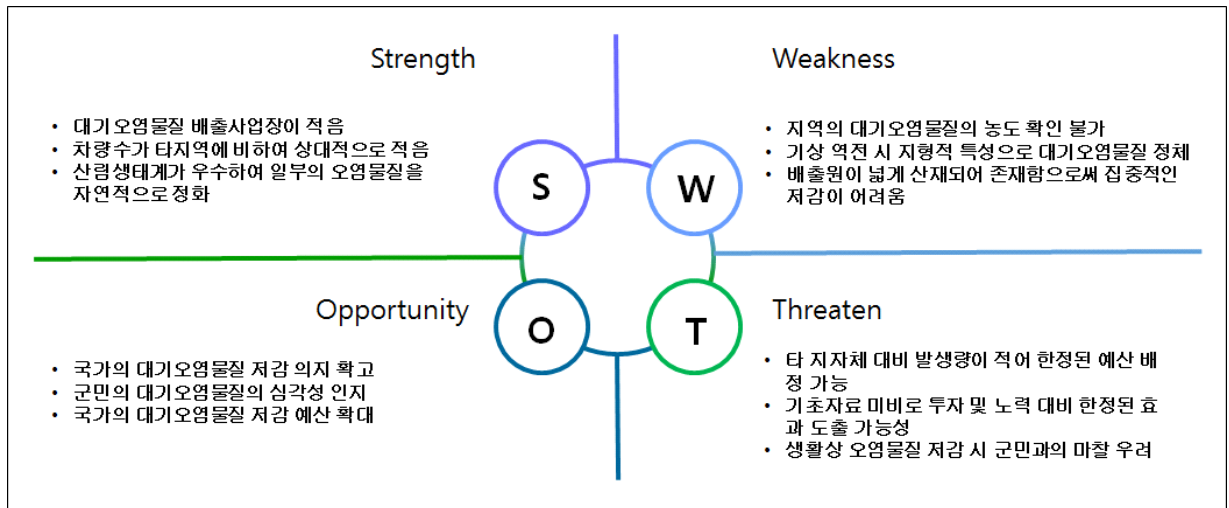 Strength
• 대기오염물질 배출사업장이 적음
• 차량수가 타지역에 비하여 상대적으로 적음
• 산림생태계가 우수하여 일부의 오염물질을
자연적으로 정화
Weakness
• 지역의 대기오염물질의 농도 확인 불가
• 기상 역전 시 지형적 특성으로 대기오염물질 정체
• 배출원이 넓게 산재되어 존재함으로써 집중적인
저감이 어려움
S
W
O
T
Opportunity
• 국가의 대기오염물질 저감 의지 확고
• 군민의 대기오염물질의 심각성 인지
• 국가의 대기오염물질 저감 예산 확대
Threaten
• 타 지자체 대비 발생량이 적어 한정된 예산 배
정 가능
• 기초자료 미비로 투자 및 노력 대비 한정된 효
과 도출 가능성
• 생활상 오염물질 저감 시 군민과의 마찰 우려